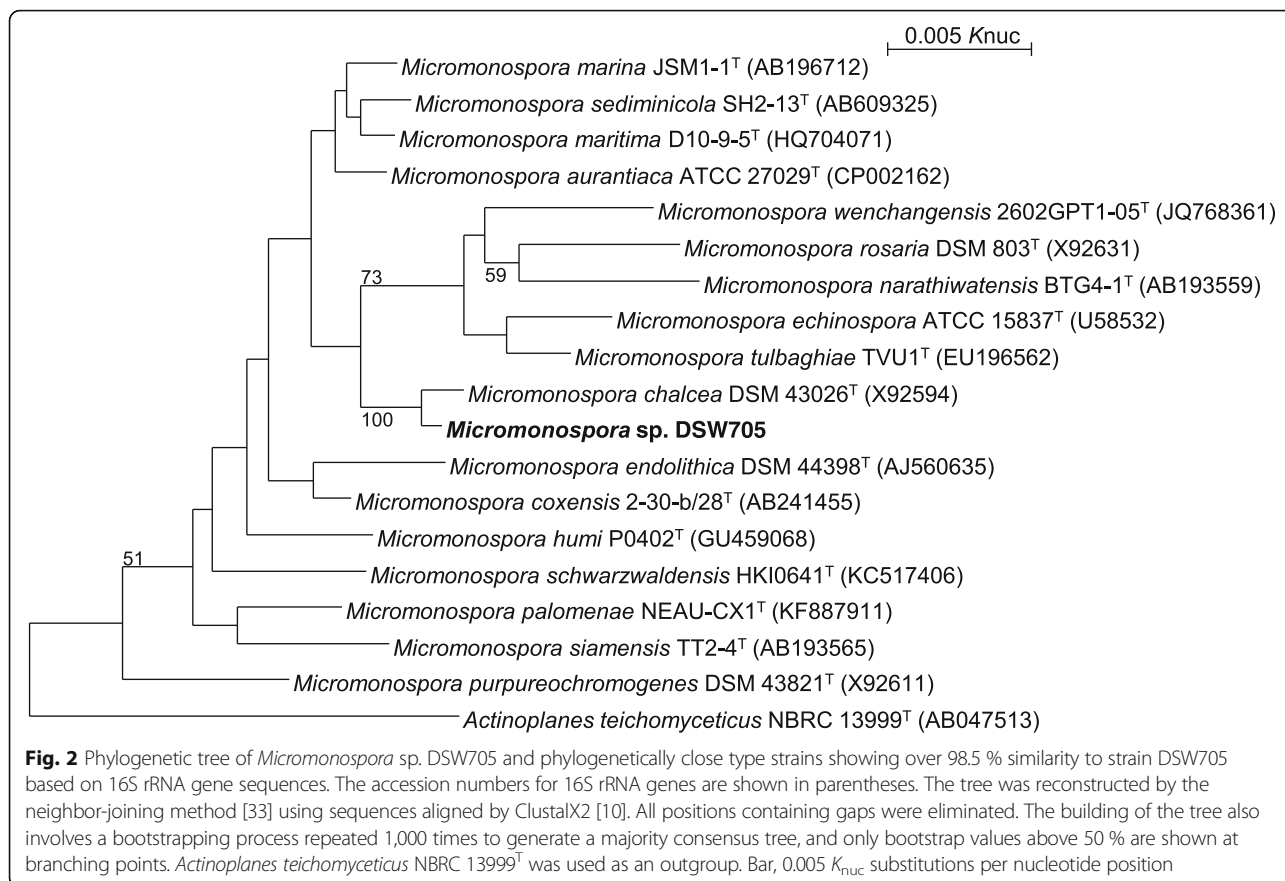 0.005 Knuc
Micromonospora marina JSM1-1ᵀ (AB196712)
Micromonospora sediminicola SH2-13ᵀ (AB609325)
Micromonospora maritima D10-9-5ᵀ (HQ704071)
Micromonospora aurantiaca ATCC 27029ᵀ (CP002162)
Micromonospora wenchangensis 2602GPT1-05ᵀ (JQ768361)
Micromonospora rosaria DSM 803ᵀ (X92631)
59
73
Micromonospora narathiwatensis BTG4-1ᵀ (AB193559)
Micromonospora echinospora ATCC 15837ᵀ (U58532)
Micromonospora tulbaghiae TVU1ᵀ (EU196562)
Micromonospora chalcea DSM 43026ᵀ (X92594)
100
Micromonospora sp. DSW705
Micromonospora endolithica DSM 44398ᵀ (AJ560635)
Micromonospora coxensis 2-30-b/28ᵀ (AB241455)
Micromonospora humi P0402ᵀ (GU459068)
51
Micromonospora schwarzwaldensis HKI0641ᵀ (KC517406)
Micromonospora palomenae NEAU-CX1ᵀ (KF887911)
Micromonospora siamensis TT2-4ᵀ (AB193565)
Micromonospora purpureochromogenes DSM 43821ᵀ (X92611)
Actinoplanes teichomyceticus NBRC 13999ᵀ (AB047513)
Fig. 2 Phylogenetic tree of Micromonospora sp. DSW705 and phylogenetically close type strains showing over 98.5 % similarity to strain DSW705
based on 16S rRNA gene sequences. The accession numbers for 16S rRNA genes are shown in parentheses. The tree was reconstructed by the
neighbor-joining method [33] using sequences aligned by ClustalX2 [10]. All positions containing gaps were eliminated. The building of the tree also
involves a bootstrapping process repeated 1,000 times to generate a majority consensus tree, and only bootstrap values above 50 % are shown at
branching points. Actinoplanes teichomyceticus NBRC 13999ᵀ was used as an outgroup. Bar, 0.005 Knuc substitutions per nucleotide position